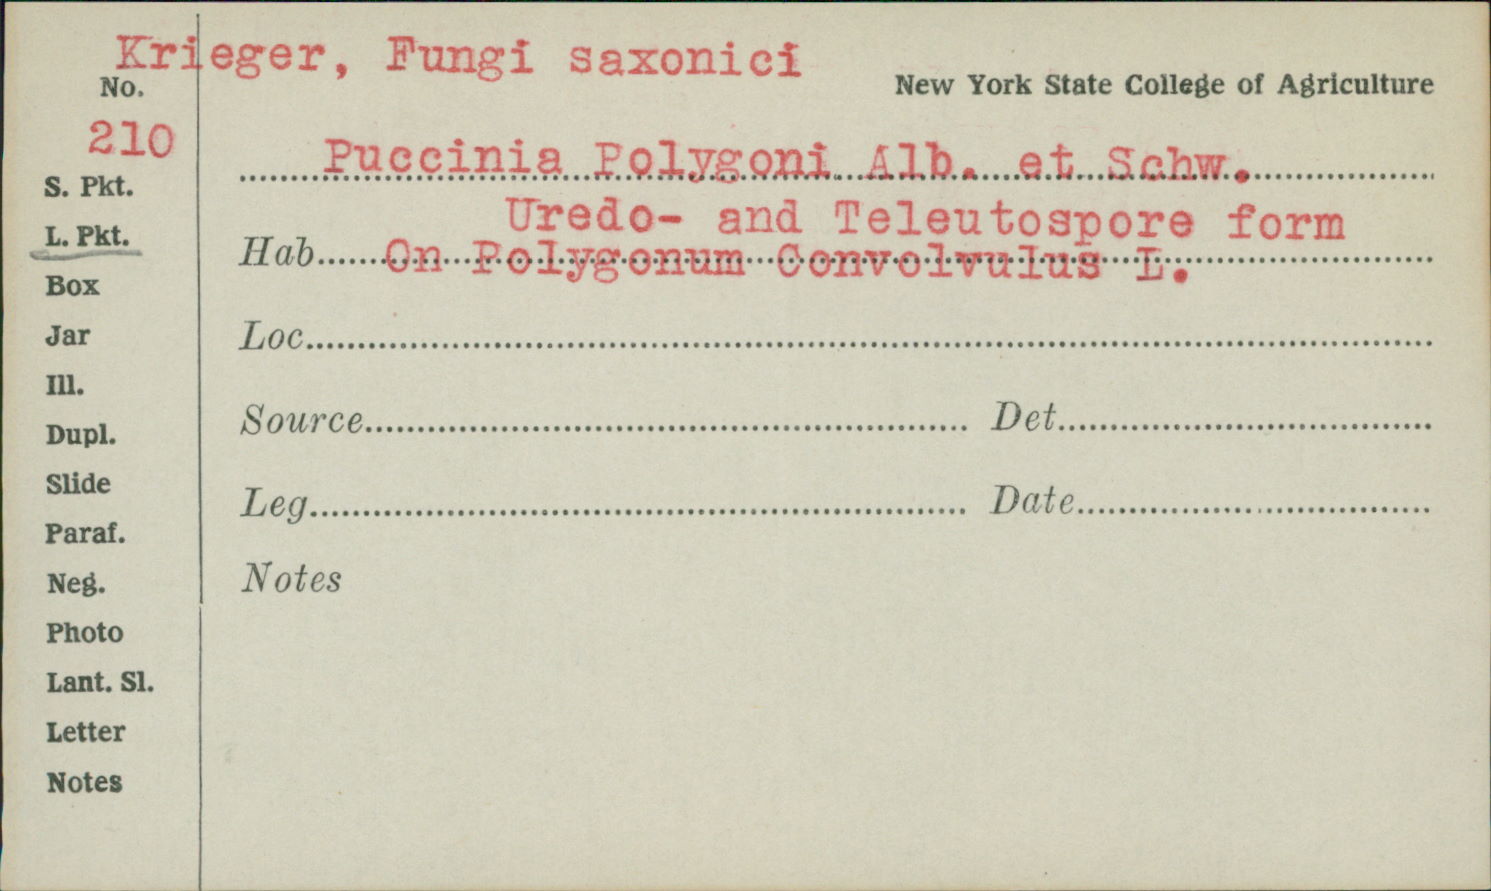 Krieger, Fungi saxonici
No.
New York State College of Agriculture
210
Puccinia Polygoni Alb. et Schw.
S. Pkt.
Uredo- and Teleutospore form
L. Pkt.
Hab. On Polygonum Convolvulus L.
Box
Jar
Loc.
Ill.
Source Det.
Dupl.
Slide
Leg. Date
Paraf.
Neg.
Notes
Photo
Lant. Sl.
Letter
Notes